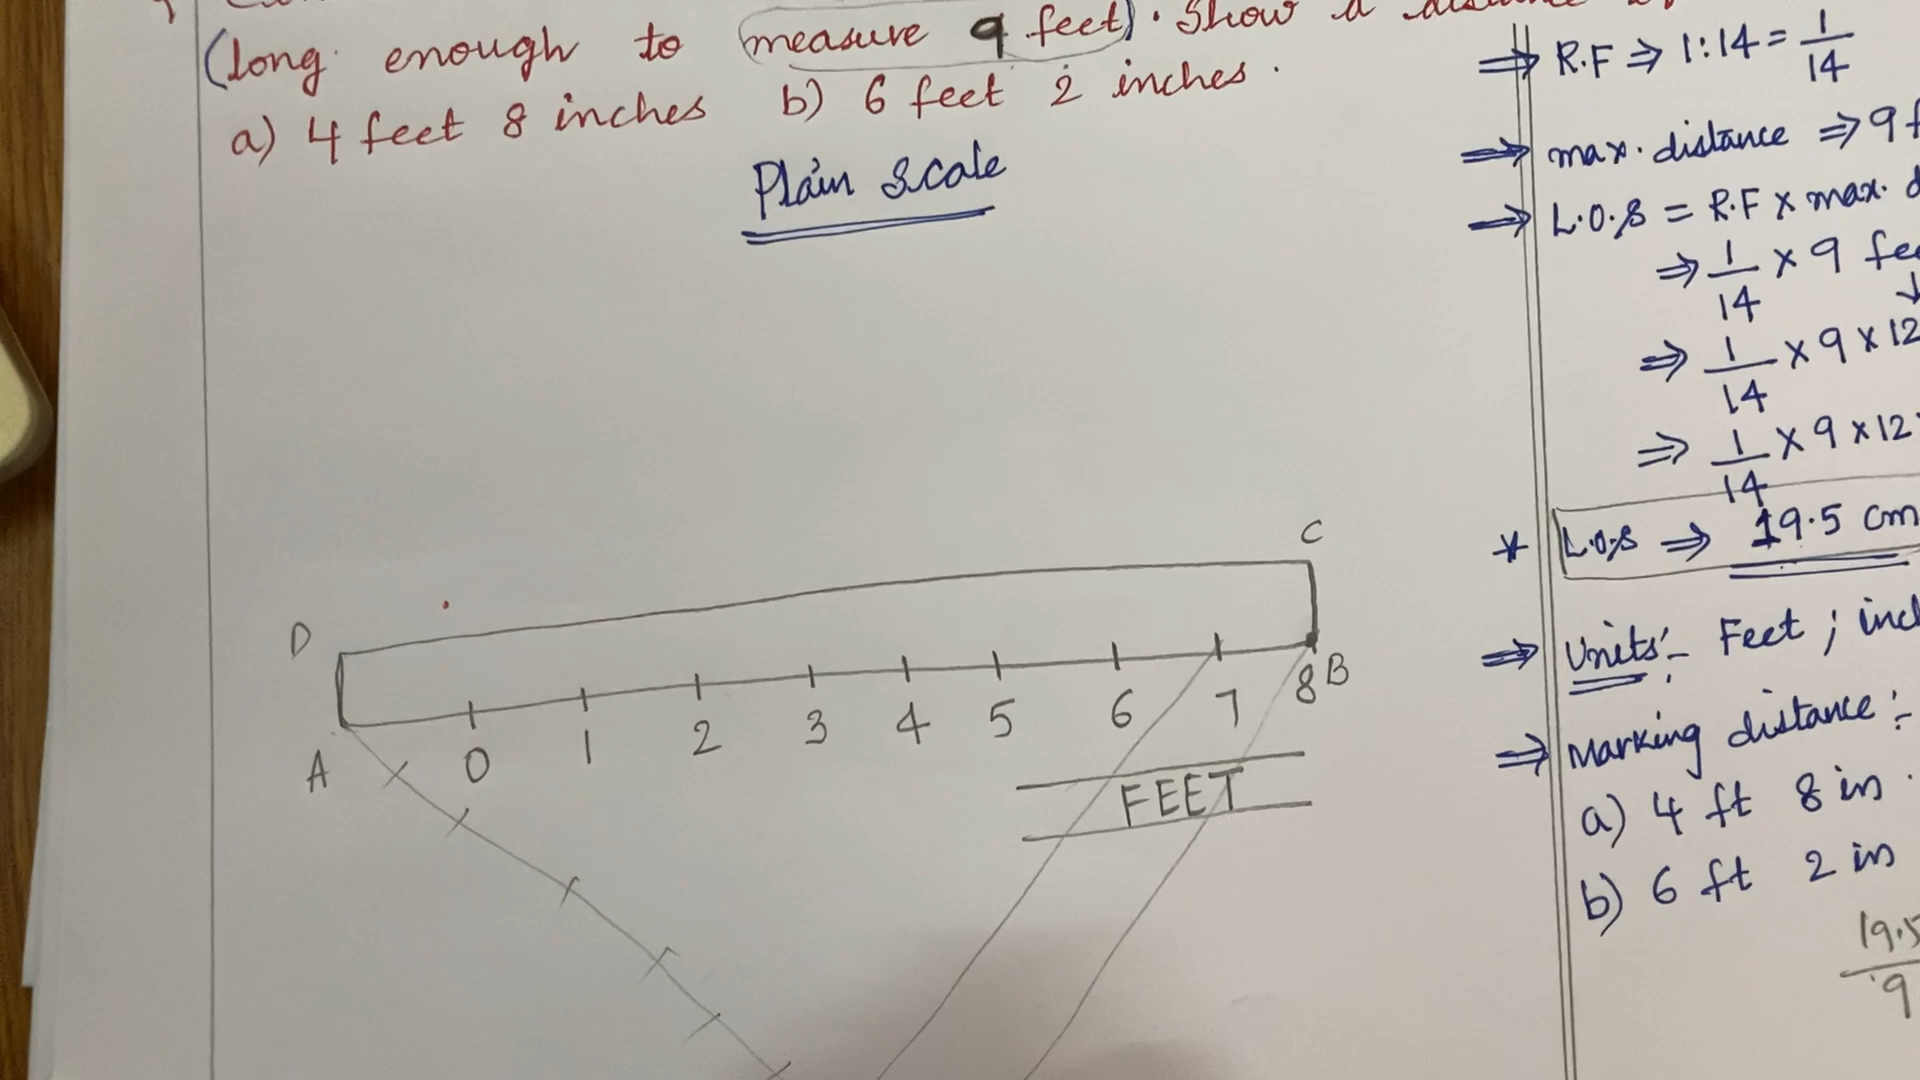 (long enough to (measure 9 feet). Show a
a) 4 feet 8 inches b) 6 feet 2 inches.
Plain Scale
D
C
A
B
0 1 2 3 4 5 6 7 8
FEET
⇒ R.F ⇒ 1:14 = 1/14
⇒ max. distance ⇒ 9 f
⇒ L.O.S = R.F x max. d
⇒ 1/14 x 9 fee
↓
⇒ 1/14 x 9 x 12
⇒ 1/14 x 9 x 12
* L.O.S ⇒ 19.5 cm
⇒ Units:- Feet ; incl
⇒ Marking distance:-
a) 4 ft 8 in
b) 6 ft 2 in
19.5/9